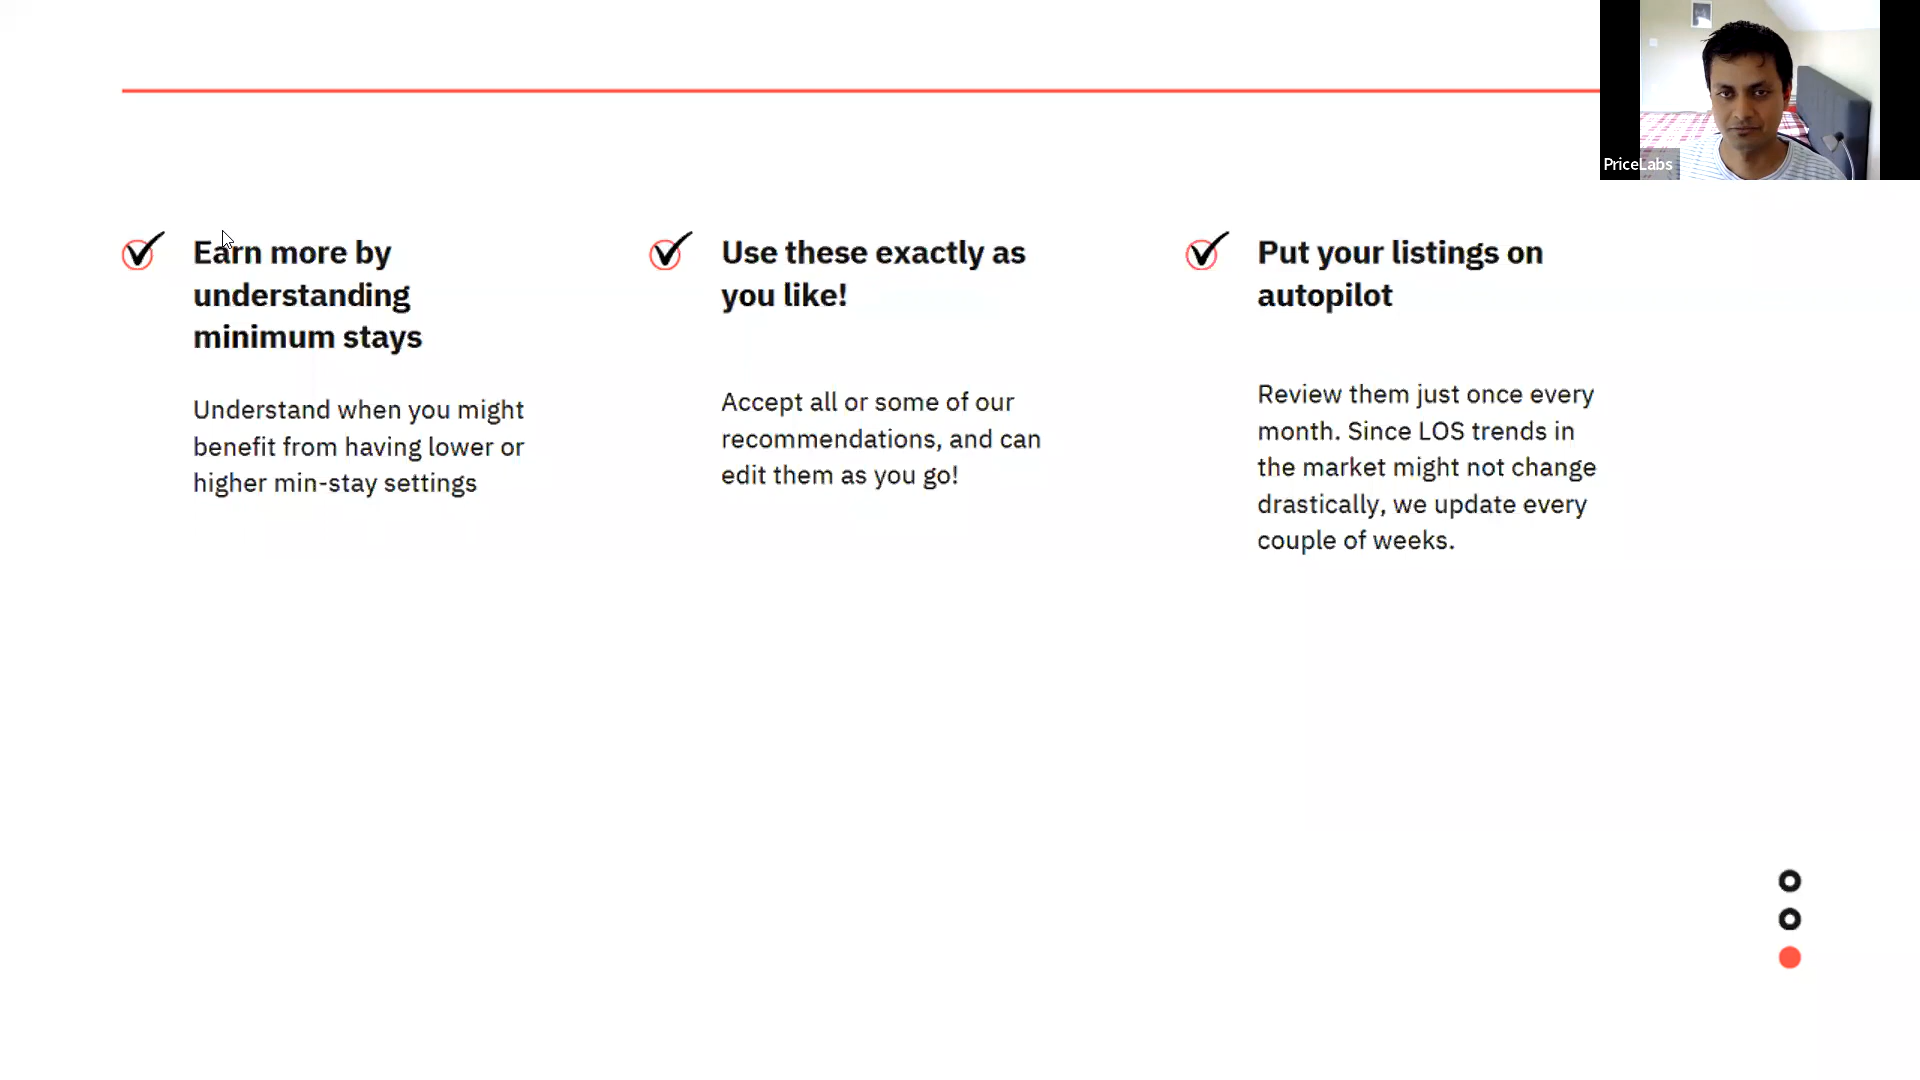 PriceLabs
Earn more by
understanding
minimum stays
Understand when you might
benefit from having lower or
higher min-stay settings
Use these exactly as
you like!
Accept all or some of our
recommendations, and can
edit them as you go!
Put your listings on
autopilot
Review them just once every
month. Since LOS trends in
the market might not change
drastically, we update every
couple of weeks.